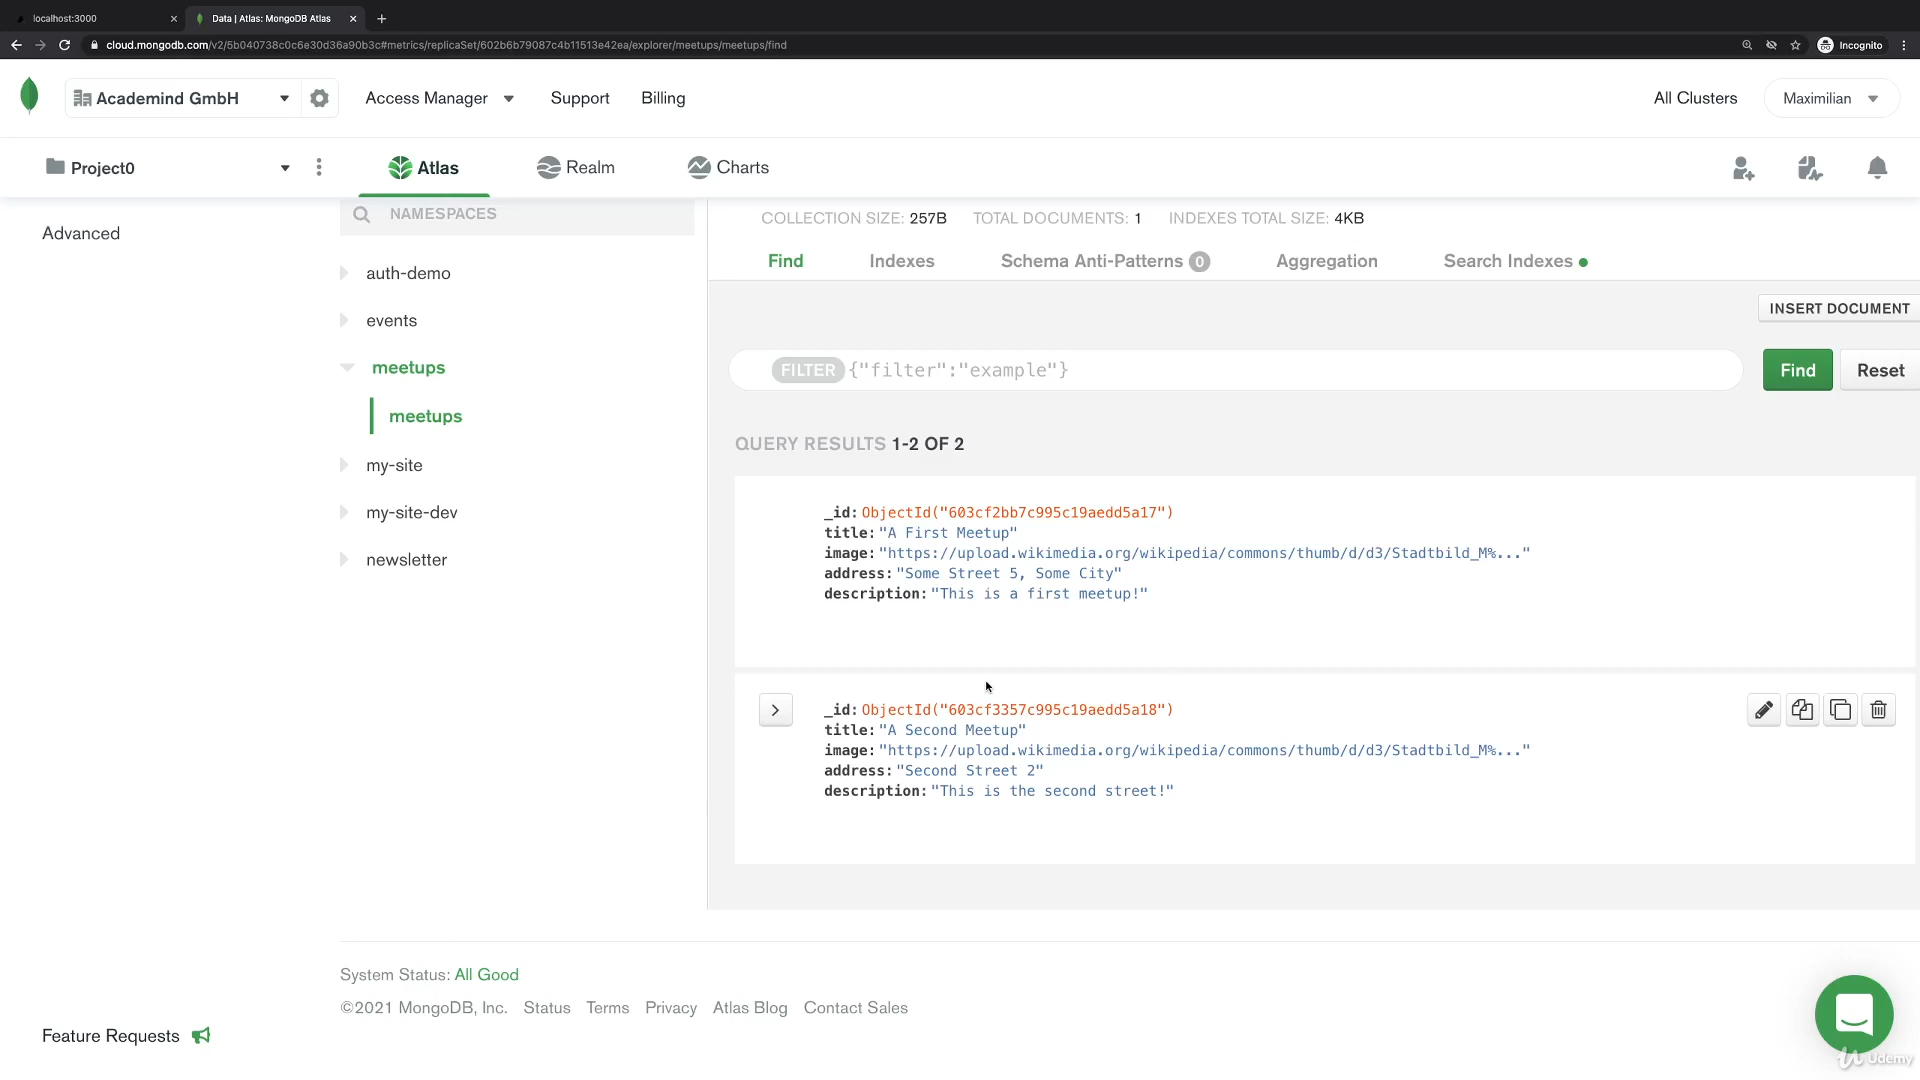 localhost:3000
Data | Atlas: MongoDB Atlas
cloud.mongodb.com/v2/5b040738c0c6e30d36a90b3c#metrics/replicaSet/602b6b79087c4b11513e42ea/explorer/meetups/meetups/find
Incognito
Academind GmbH
Access Manager
Support
Billing
All Clusters
Maximilian
Project0
Atlas
Realm
Charts
Advanced
NAMESPACES
auth-demo
events
meetups
meetups
my-site
my-site-dev
newsletter
COLLECTION SIZE: 257B TOTAL DOCUMENTS: 1 INDEXES TOTAL SIZE: 4KB
Find Indexes Schema Anti-Patterns 0 Aggregation Search Indexes
INSERT DOCUMENT
FILTER {"filter":"example"}
Find
Reset
QUERY RESULTS 1-2 OF 2
_id: ObjectId("603cf2bb7c995c19aedd5a17")
title: "A First Meetup"
image: "https://upload.wikimedia.org/wikipedia/commons/thumb/d/d3/Stadtbild_M%..."
address: "Some Street 5, Some City"
description: "This is a first meetup!"
_id: ObjectId("603cf3357c995c19aedd5a18")
title: "A Second Meetup"
image: "https://upload.wikimedia.org/wikipedia/commons/thumb/d/d3/Stadtbild_M%..."
address: "Second Street 2"
description: "This is the second street!"
System Status: All Good
©2021 MongoDB, Inc. Status Terms Privacy Atlas Blog Contact Sales
Feature Requests
Udemy